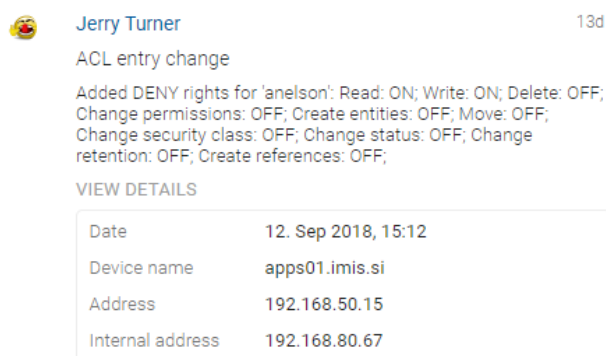 Jerry Turner 13d
ACL entry change
Added DENY rights for 'anelson': Read: ON; Write: ON; Delete: OFF;
Change permissions: OFF; Create entities: OFF; Move: OFF;
Change security class: OFF; Change status: OFF; Change
retention: OFF; Create references: OFF;
VIEW DETAILS
Date 12. Sep 2018, 15:12
Device name apps01.imis.si
Address 192.168.50.15
Internal address 192.168.80.67